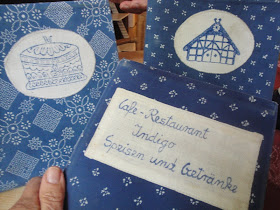 Cafe-Restaurant
Indigo
Speisen und Getränke